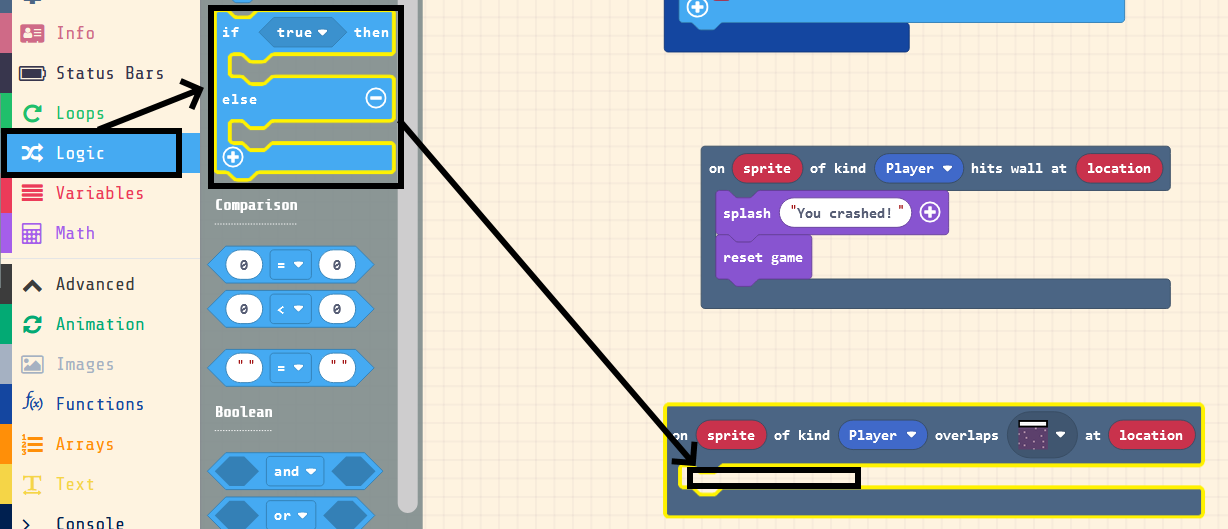 Info
Status Bars
Loops
Logic
Variables
Math
Advanced
Animation
Images
Functions
Arrays
Text
Console
if true then
else
Comparison
0 = 0
0 < 0
" " = " "
Boolean
and
or
on sprite of kind Player hits wall at location
splash "You crashed!"
reset game
on sprite of kind Player overlaps at location